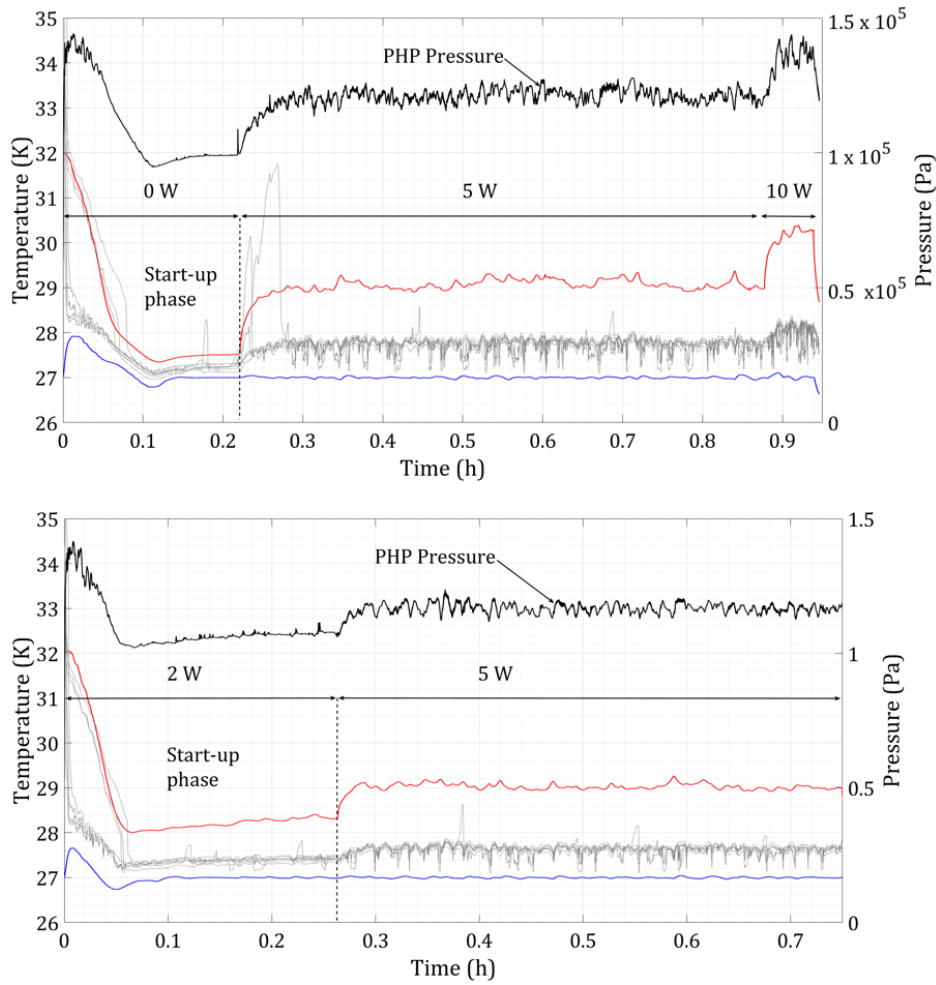 35
34
33
32
31
30
29
28
27
26
Temperature (K)
PHP Pressure
0 W
5 W
10 W
Start-up
phase
1.5 x 10^5
1 x 10^5
0.5 x10^5
0
Pressure (Pa)
0
0.1
0.2
0.3
0.4
0.5
0.6
0.7
0.8
0.9
Time (h)
35
34
33
32
31
30
29
28
27
26
Temperature (K)
PHP Pressure
2 W
5 W
Start-up
phase
1.5
1
0.5
0
Pressure (Pa)
0
0.1
0.2
0.3
0.4
0.5
0.6
0.7
Time (h)